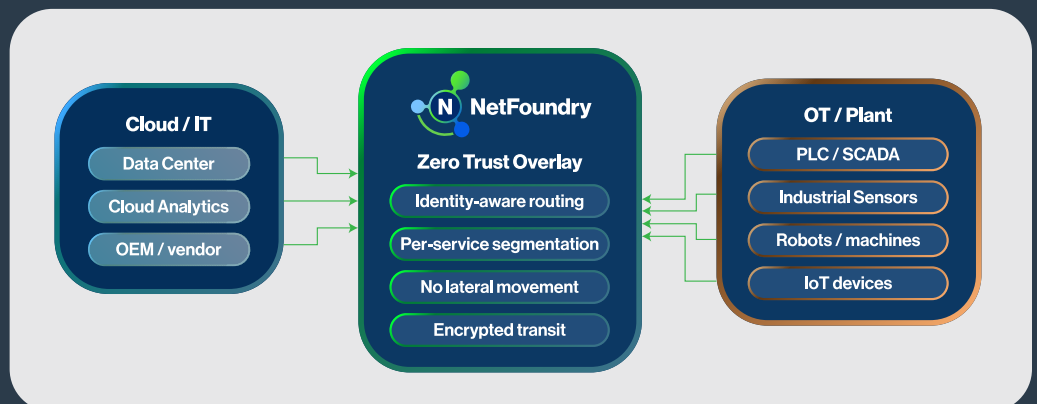 Cloud / IT
Data Center
Cloud Analytics
OEM / vendor
N NetFoundry
Zero Trust Overlay
Identity-aware routing
Per-service segmentation
No lateral movement
Encrypted transit
OT / Plant
PLC / SCADA
Industrial Sensors
Robots / machines
IoT devices